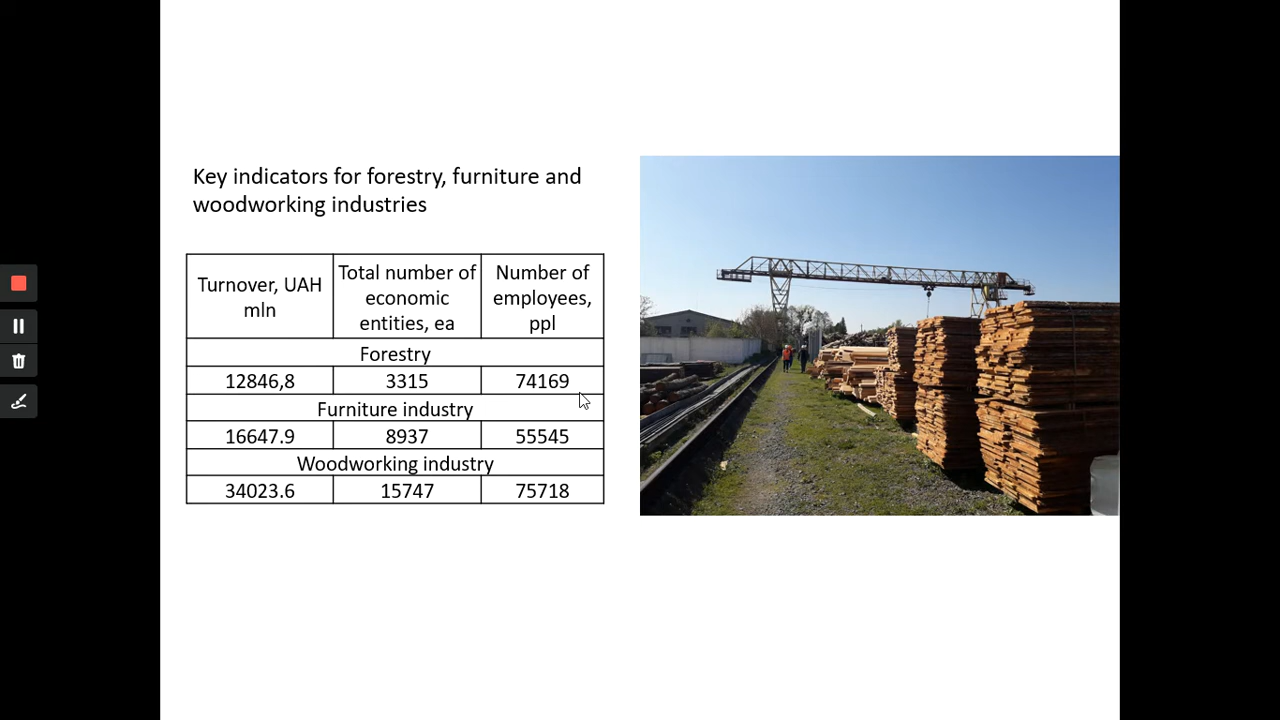 Key indicators for forestry, furniture and
woodworking industries
Turnover, UAH
mln
Total number of
economic
entities, ea
Number of
employees,
ppl
Forestry
12846,8 3315 74169
Furniture industry
16647.9 8937 55545
Woodworking industry
34023.6 15747 75718